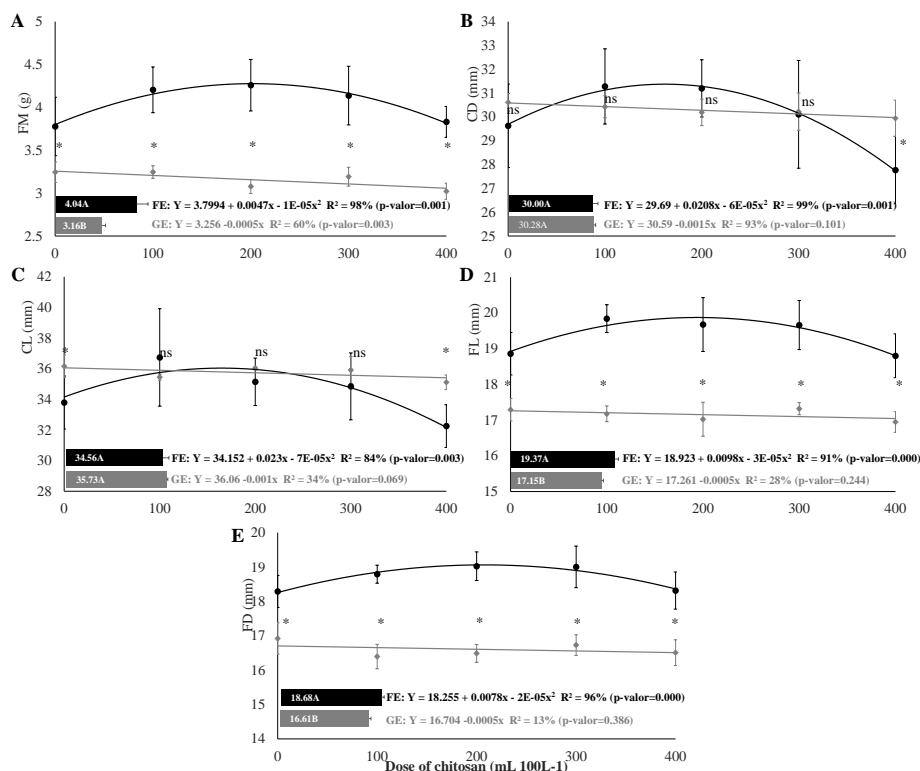 A
FM (g)
5
4.5
4
3.5
3
2.5
* * * * *
4.04A
3.16B
FE: Y = 3.7994 + 0.0047x - 1E-05x² R² = 98% (p-valor=0.001)
GE: Y = 3.256 -0.0005x R² = 60% (p-valor=0.003)
0 100 200 300 400
B
CD (mm)
34
32
31
30
28
27
26
25
ns ns ns ns *
30.00A
30.28A
FE: Y = 29.69 + 0.0208x - 6E-05x² R² = 99% (p-valor=0.001)
GE: Y = 30.59 -0.0015x R² = 93% (p-valor=0.101)
0 100 200 300 400
C
CL (mm)
42
40
38
36
34
32
30
28
* ns ns ns *
34.56A
35.73A
FE: Y = 34.152 + 0.023x - 7E-05x² R² = 84% (p-valor=0.003)
GE: Y = 36.06 -0.001x R² = 34% (p-valor=0.069)
0 100 200 300 400
D
FL (mm)
21
20
19
18
17
16
15
* * * * *
19.37A
17.15B
FE: Y = 18.923 + 0.0098x - 3E-05x² R² = 91% (p-valor=0.000)
GE: Y = 17.261 -0.0005x R² = 28% (p-valor=0.244)
0 100 200 300 400
E
FD (mm)
20
19
18
17
16
15
14
* * * * *
18.68A
16.61B
FE: Y = 18.255 + 0.0078x - 2E-05x² R² = 96% (p-valor=0.000)
GE: Y = 16.704 -0.0005x R² = 13% (p-valor=0.386)
0 100 200 300 400
Dose of chitosan (mL 100L-1)